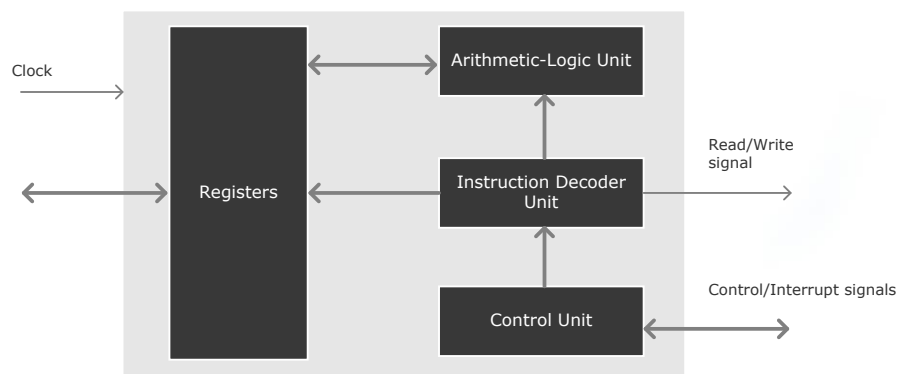 Clock
Registers
Arithmetic-Logic Unit
Instruction Decoder
Unit
Control Unit
Read/Write
signal
Control/Interrupt signals